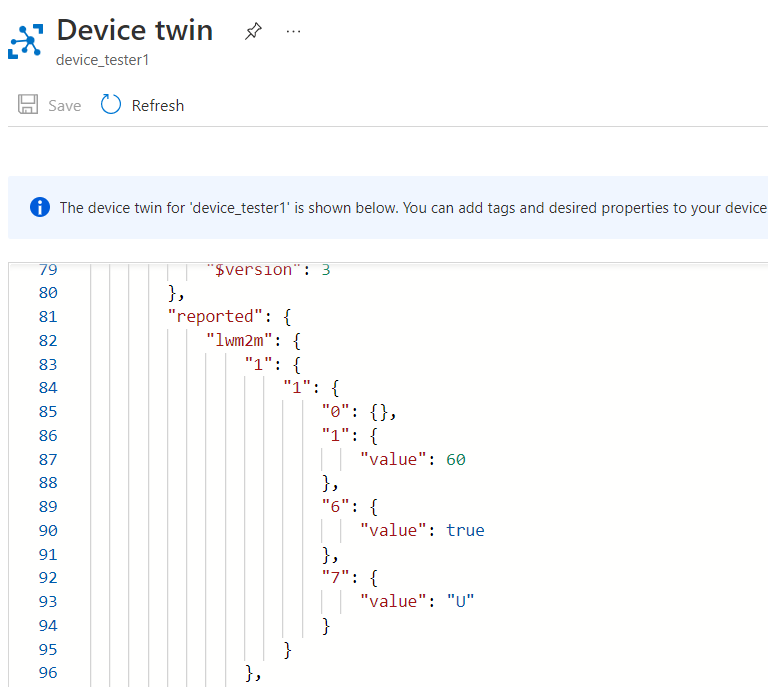 Device twin
device_tester1
Save
Refresh
The device twin for 'device_tester1' is shown below. You can add tags and desired properties to your device
79 "$version": 3
80 },
81 "reported": {
82 "lwm2m": {
83 "1": {
84 "1": {
85 "0": {},
86 "1": {
87 "value": 60
88 },
89 "6": {
90 "value": true
91 },
92 "7": {
93 "value": "U"
94 }
95 }
96 },